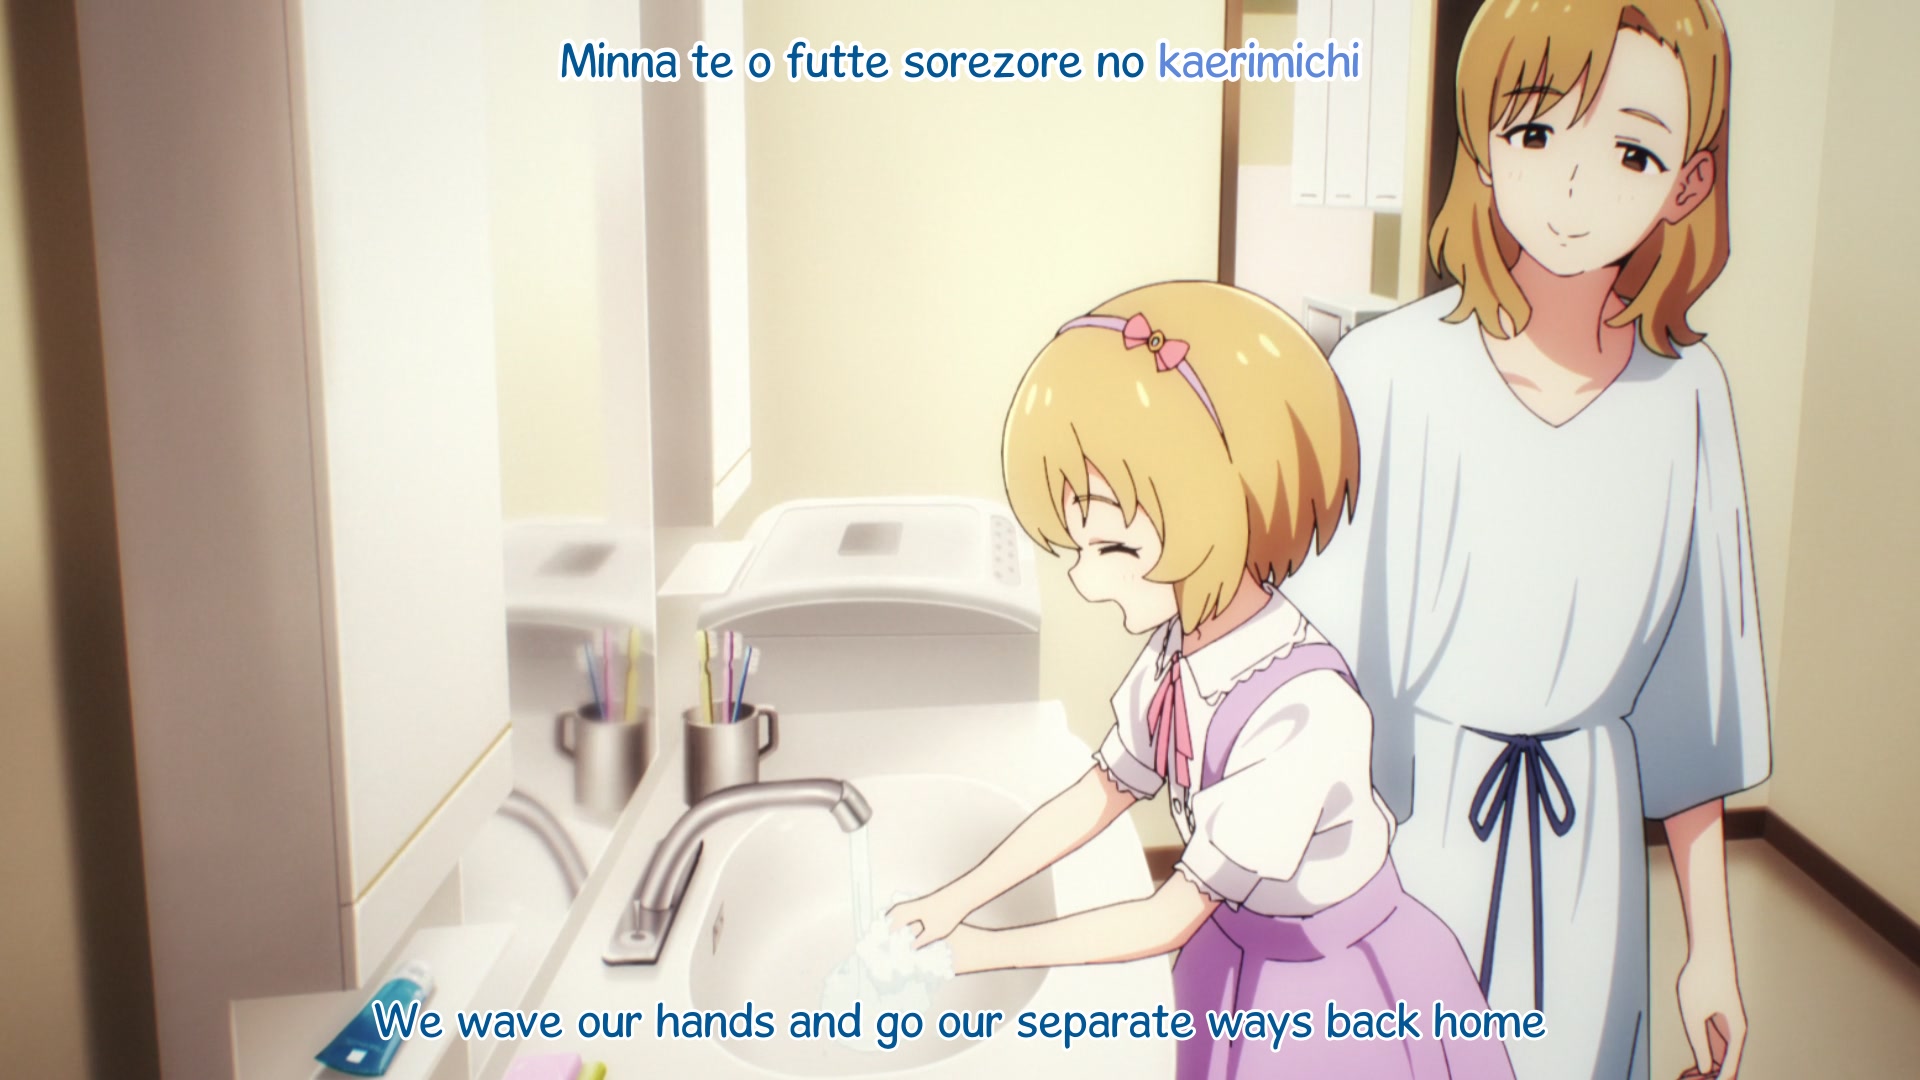 Minna te o futte sorezore no kaerimichi
We wave our hands and go our separate ways back home